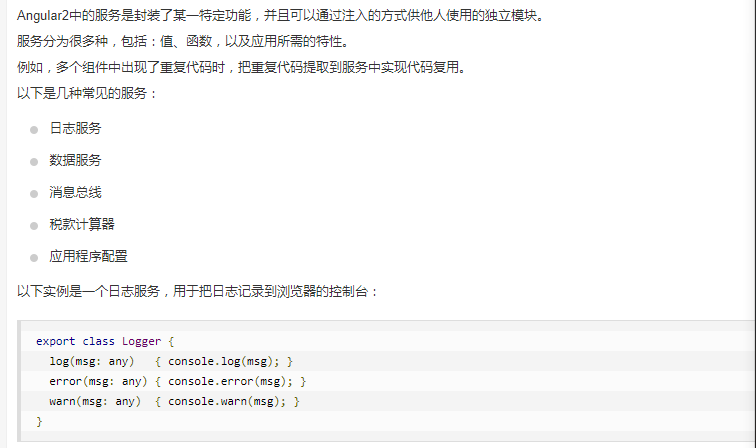 Angular2中的服务是封装了某一特定功能，并且可以通过注入的方式供他人使用的独立模块。
服务分为很多种，包括：值、函数，以及应用所需的特性。
例如，多个组件中出现了重复代码时，把重复代码提取到服务中实现代码复用。
以下是几种常见的服务：
日志服务
数据服务
消息总线
税款计算器
应用程序配置
以下实例是一个日志服务，用于把日志记录到浏览器的控制台：
export class Logger {
  log(msg: any)   { console.log(msg); }
  error(msg: any) { console.error(msg); }
  warn(msg: any)  { console.warn(msg); }
}